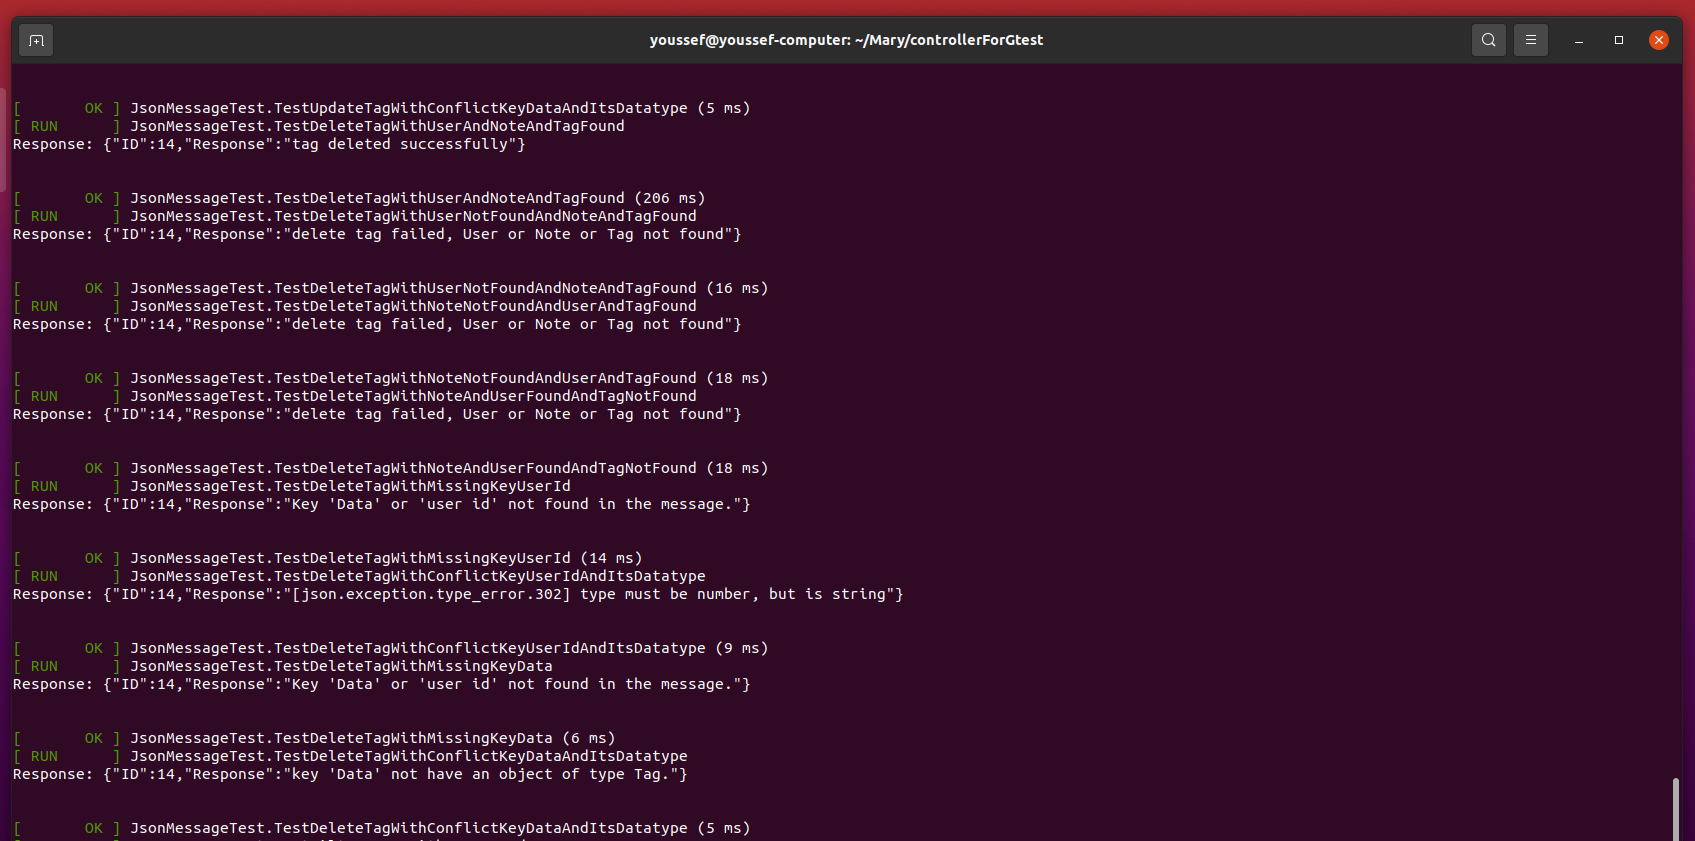 youssef@youssef-computer: ~/Mary/controllerForGtest
[       OK ] JsonMessageTest.TestUpdateTagWithConflictKeyDataAndItsDatatype (5 ms)
[ RUN      ] JsonMessageTest.TestDeleteTagWithUserAndNoteAndTagFound
Response: {"ID":14,"Response":"tag deleted successfully"}
[       OK ] JsonMessageTest.TestDeleteTagWithUserAndNoteAndTagFound (206 ms)
[ RUN      ] JsonMessageTest.TestDeleteTagWithUserNotFoundAndNoteAndTagFound
Response: {"ID":14,"Response":"delete tag failed, User or Note or Tag not found"}
[       OK ] JsonMessageTest.TestDeleteTagWithUserNotFoundAndNoteAndTagFound (16 ms)
[ RUN      ] JsonMessageTest.TestDeleteTagWithNoteNotFoundAndUserAndTagFound
Response: {"ID":14,"Response":"delete tag failed, User or Note or Tag not found"}
[       OK ] JsonMessageTest.TestDeleteTagWithNoteNotFoundAndUserAndTagFound (18 ms)
[ RUN      ] JsonMessageTest.TestDeleteTagWithNoteAndUserFoundAndTagNotFound
Response: {"ID":14,"Response":"delete tag failed, User or Note or Tag not found"}
[       OK ] JsonMessageTest.TestDeleteTagWithNoteAndUserFoundAndTagNotFound (18 ms)
[ RUN      ] JsonMessageTest.TestDeleteTagWithMissingKeyUserId
Response: {"ID":14,"Response":"Key 'Data' or 'user id' not found in the message."}
[       OK ] JsonMessageTest.TestDeleteTagWithMissingKeyUserId (14 ms)
[ RUN      ] JsonMessageTest.TestDeleteTagWithConflictKeyUserIdAndItsDatatype
Response: {"ID":14,"Response":"[json.exception.type_error.302] type must be number, but is string"}
[       OK ] JsonMessageTest.TestDeleteTagWithConflictKeyUserIdAndItsDatatype (9 ms)
[ RUN      ] JsonMessageTest.TestDeleteTagWithMissingKeyData
Response: {"ID":14,"Response":"Key 'Data' or 'user id' not found in the message."}
[       OK ] JsonMessageTest.TestDeleteTagWithMissingKeyData (6 ms)
[ RUN      ] JsonMessageTest.TestDeleteTagWithConflictKeyDataAndItsDatatype
Response: {"ID":14,"Response":"key 'Data' not have an object of type Tag."}
[       OK ] JsonMessageTest.TestDeleteTagWithConflictKeyDataAndItsDatatype (5 ms)